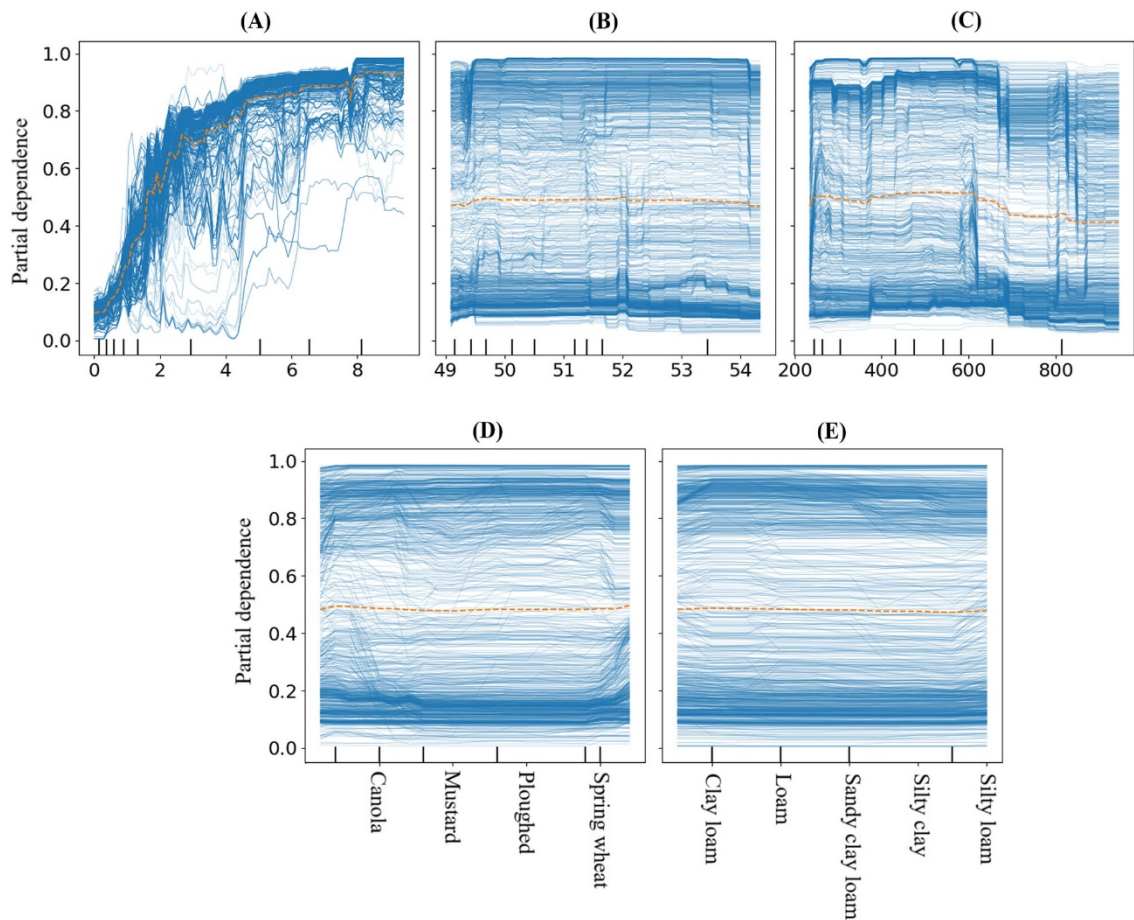 (A) (B) (C)
Partial dependence
1.0
0.8
0.6
0.4
0.2
0.0
0 2 4 6 8
49 50 51 52 53 54
200 400 600 800
(D) (E)
Partial dependence
1.0
0.8
0.6
0.4
0.2
0.0
Canola
Mustard
Ploughed
Spring wheat
Clay loam
Loam
Sandy clay loam
Silty clay
Silty loam